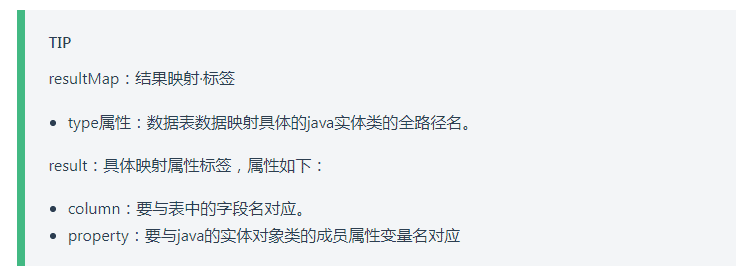 TIP
resultMap：结果映射·标签
• type属性：数据表数据映射具体的java实体类的全路径名。
result：具体映射属性标签，属性如下：
• column：要与表中的字段名对应。
• property：要与java的实体对象类的成员属性变量名对应